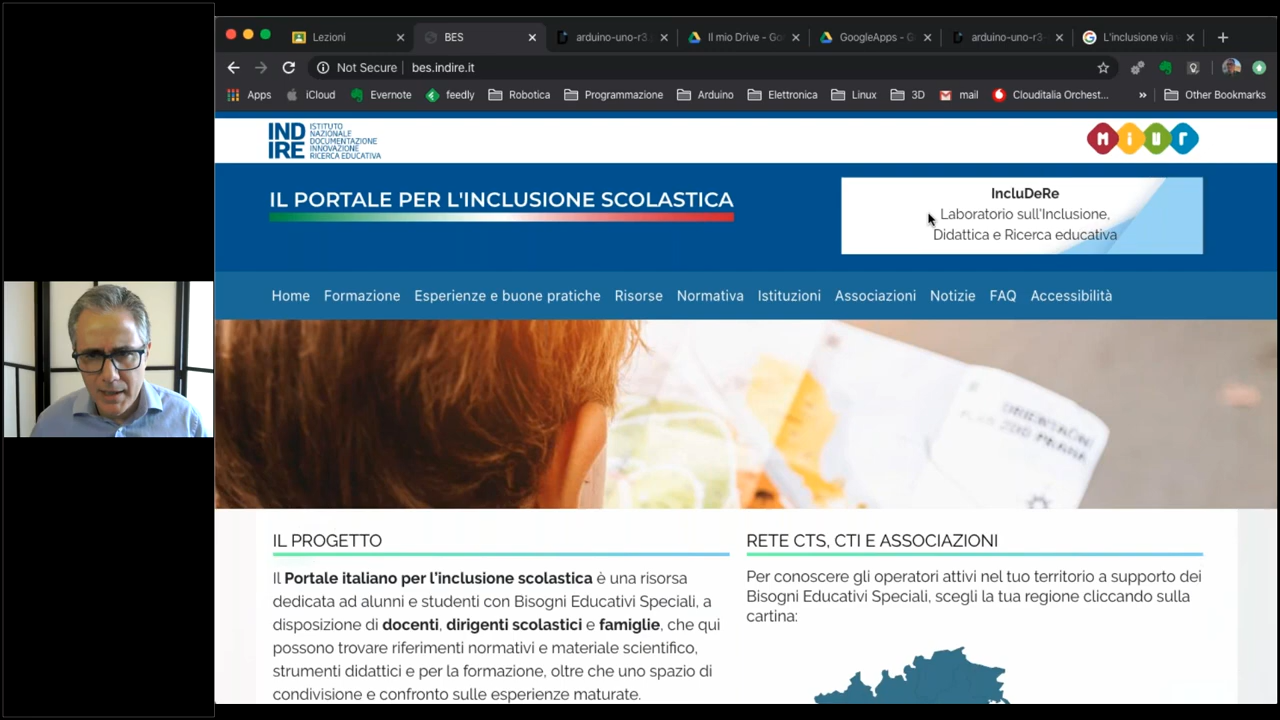 Lezioni
BES
arduino-uno-r3
Il mio Drive - Go
GoogleApps - G
arduino-uno-r3-
L'inclusione via
Not Secure
bes.indire.it
Apps
iCloud
Evernote
feedly
Robotica
Programmazione
Arduino
Elettronica
Linux
3D
mail
Clouditalia Orchest...
»
Other Bookmarks
IND
IRE
ISTITUTO
NAZIONALE
DOCUMENTAZIONE
INNOVAZIONE
RICERCA EDUCATIVA
miur
IL PORTALE PER L'INCLUSIONE SCOLASTICA
IncluDeRe
Laboratorio sull'Inclusione,
Didattica e Ricerca educativa
Home Formazione Esperienze e buone pratiche Risorse Normativa Istituzioni Associazioni Notizie FAQ Accessibilità
IL PROGETTO
Il Portale italiano per l'inclusione scolastica è una risorsa
dedicata ad alunni e studenti con Bisogni Educativi Speciali, a
disposizione di docenti, dirigenti scolastici e famiglie, che qui
possono trovare riferimenti normativi e materiale scientifico,
strumenti didattici e per la formazione, oltre che uno spazio di
condivisione e confronto sulle esperienze maturate.
RETE CTS, CTI E ASSOCIAZIONI
Per conoscere gli operatori attivi nel tuo territorio a supporto dei
Bisogni Educativi Speciali, scegli la tua regione cliccando sulla
cartina: